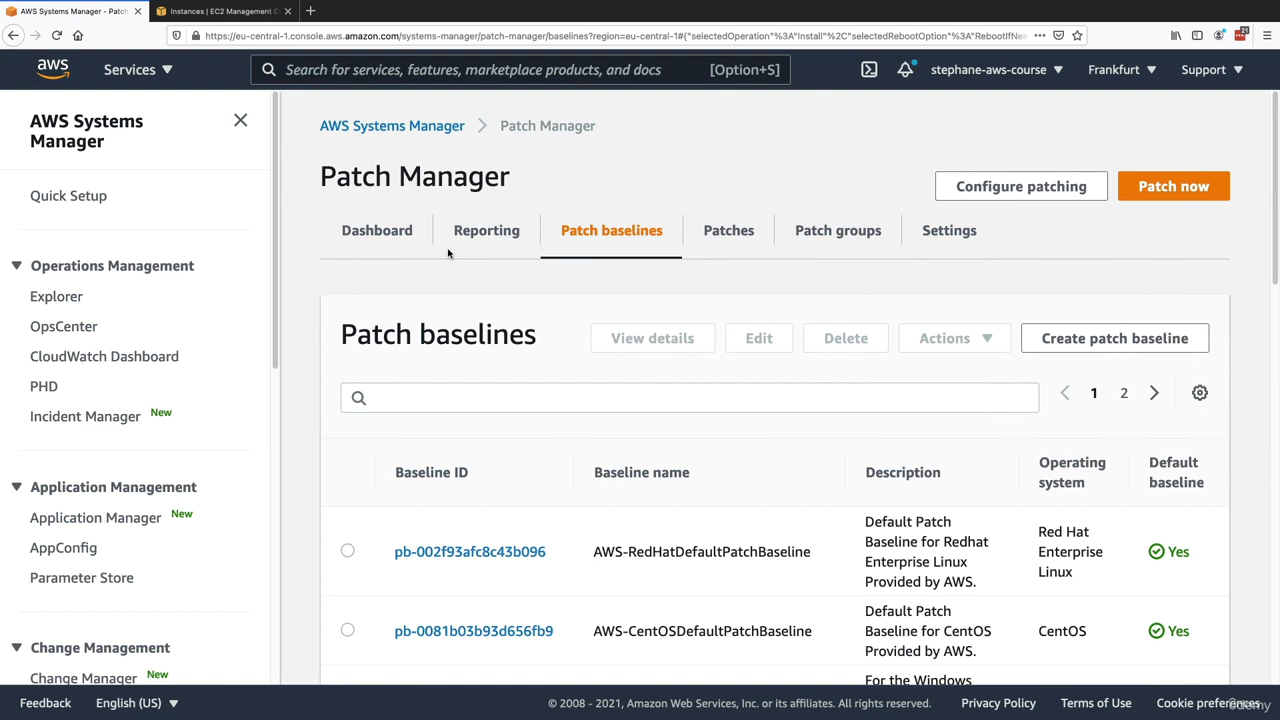 AWS Systems Manager - Patch
Instances | EC2 Management C
https://eu-central-1.console.aws.amazon.com/systems-manager/patch-manager/baselines?region=eu-central-1#{"selectedOperation"%3A"Install"%2C"selectedRebootOption"%3A"RebootIfNee
21
aws
Services
Search for services, features, marketplace products, and docs
[Option+S]
stephane-aws-course
Frankfurt
Support
AWS Systems
Manager
Quick Setup
Operations Management
Explorer
OpsCenter
CloudWatch Dashboard
PHD
Incident Manager New
Application Management
Application Manager New
AppConfig
Parameter Store
Change Management
Change Manager New
AWS Systems Manager
Patch Manager
Patch Manager
Configure patching
Patch now
Dashboard
Reporting
Patch baselines
Patches
Patch groups
Settings
Patch baselines
View details
Edit
Delete
Actions
Create patch baseline
1
2
Baseline ID
Baseline name
Description
Operating
system
Default
baseline
pb-002f93afc8c43b096
AWS-RedHatDefaultPatchBaseline
Default Patch
Baseline for Redhat
Enterprise Linux
Provided by AWS.
Red Hat
Enterprise
Linux
Yes
pb-0081b03b93d656fb9
AWS-CentOSDefaultPatchBaseline
Default Patch
Baseline for CentOS
Provided by AWS.
CentOS
Yes
For the Windows
Feedback
English (US)
© 2008 - 2021, Amazon Web Services, Inc. or its affiliates. All rights reserved.
Privacy Policy
Terms of Use
Cookie preferences